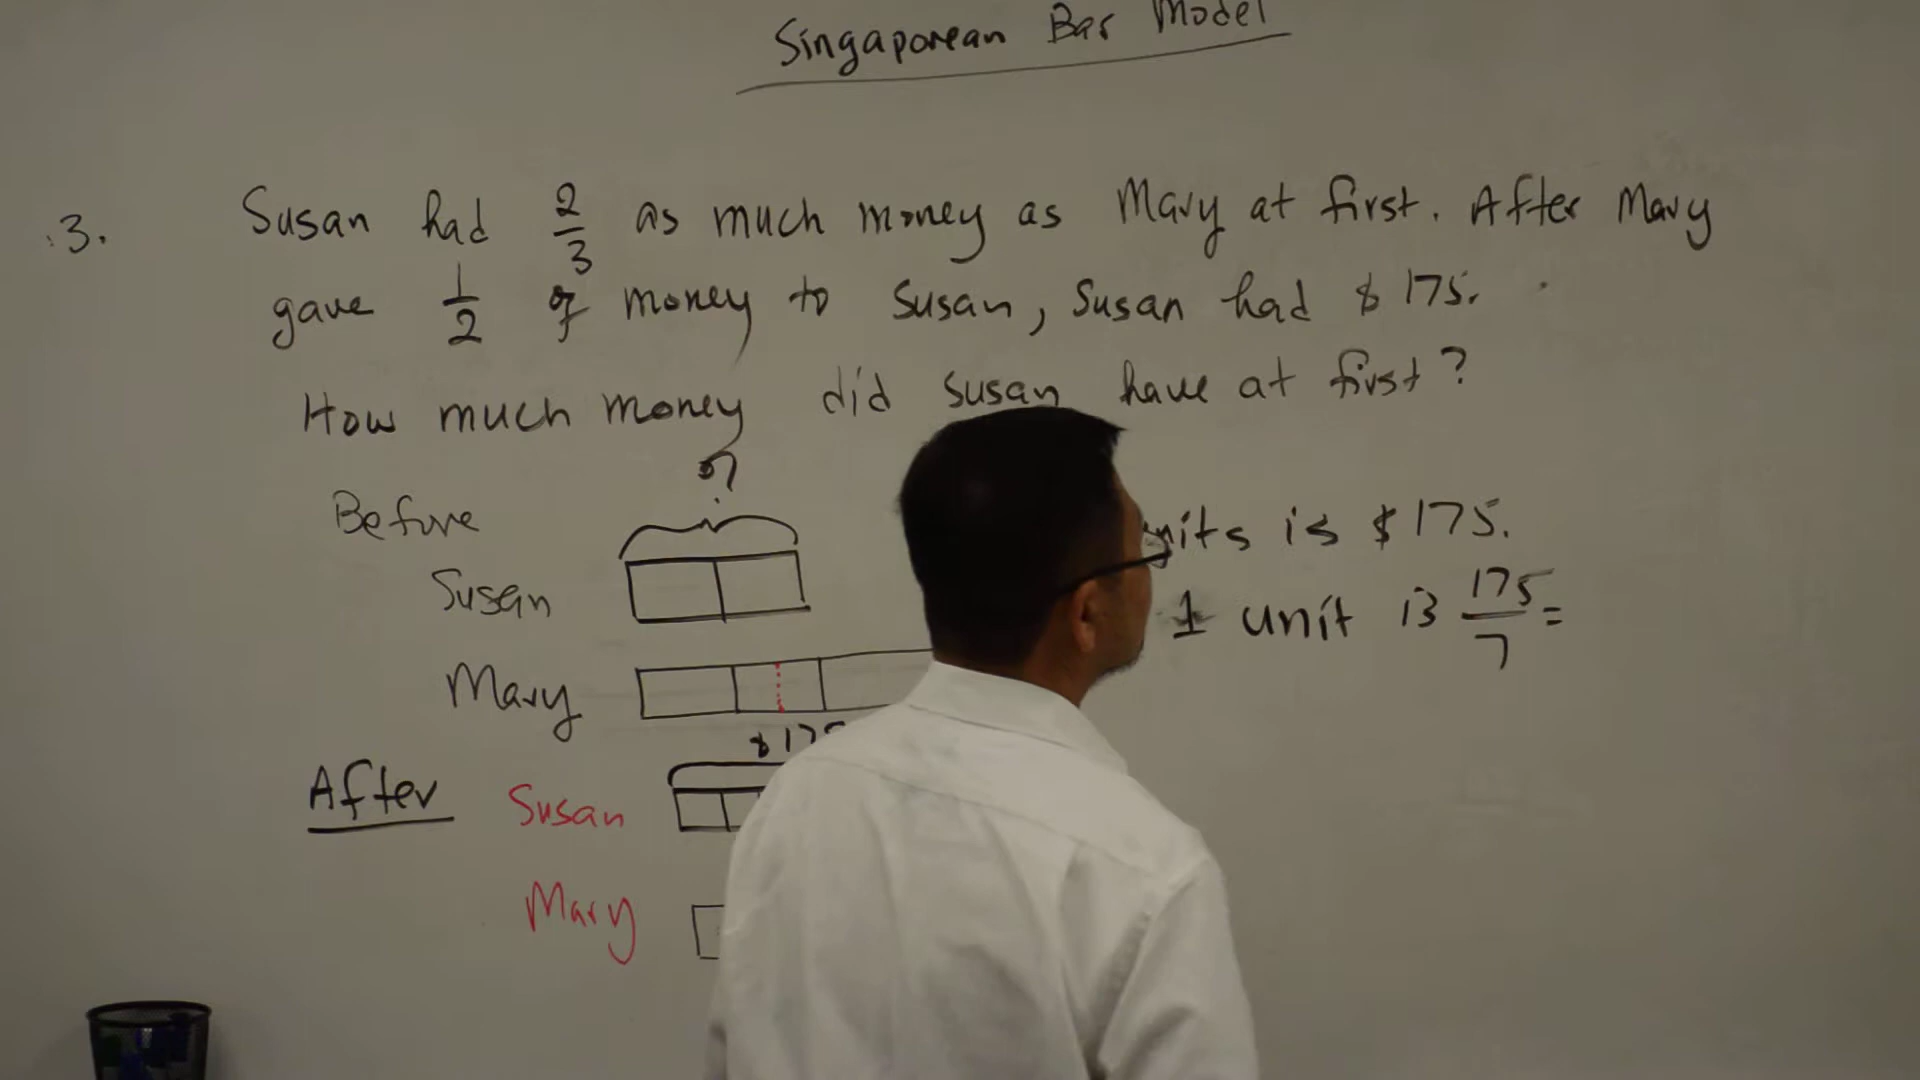 Singaporean Bar Model
3. Susan had 2/3 as much money as Mary at first. After Mary
gave 1/2 of money to Susan, Susan had $175.
How much money did Susan have at first?
?
Before
Susan
Mary
$175
After Susan
Mary
units is $175.
1 unit is 175/7 =